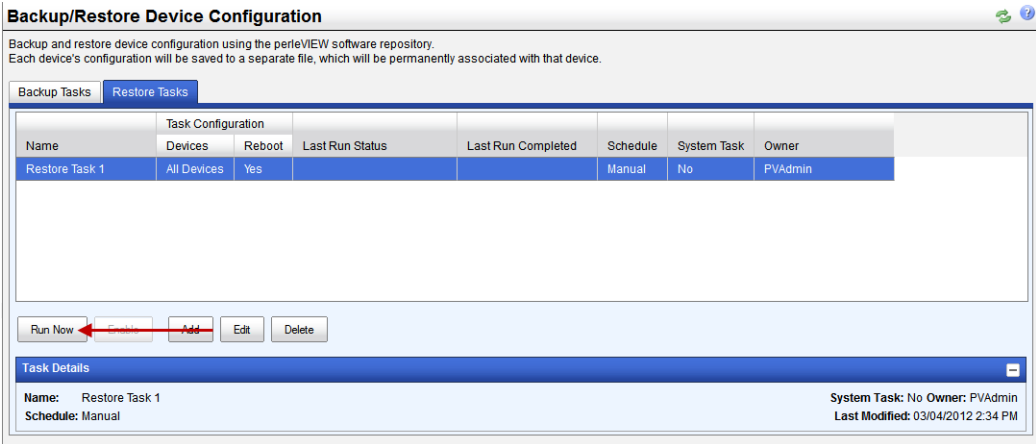 Backup/Restore Device Configuration
Backup and restore device configuration using the perleVIEW software repository.
Each device's configuration will be saved to a separate file, which will be permanently associated with that device.
Backup Tasks Restore Tasks
Task Configuration
Name Devices Reboot Last Run Status Last Run Completed Schedule System Task Owner
Restore Task 1 All Devices Yes Manual No PVAdmin
Run Now Enable Add Edit Delete
Task Details
Name: Restore Task 1 System Task: No Owner: PVAdmin
Schedule: Manual Last Modified: 03/04/2012 2:34 PM